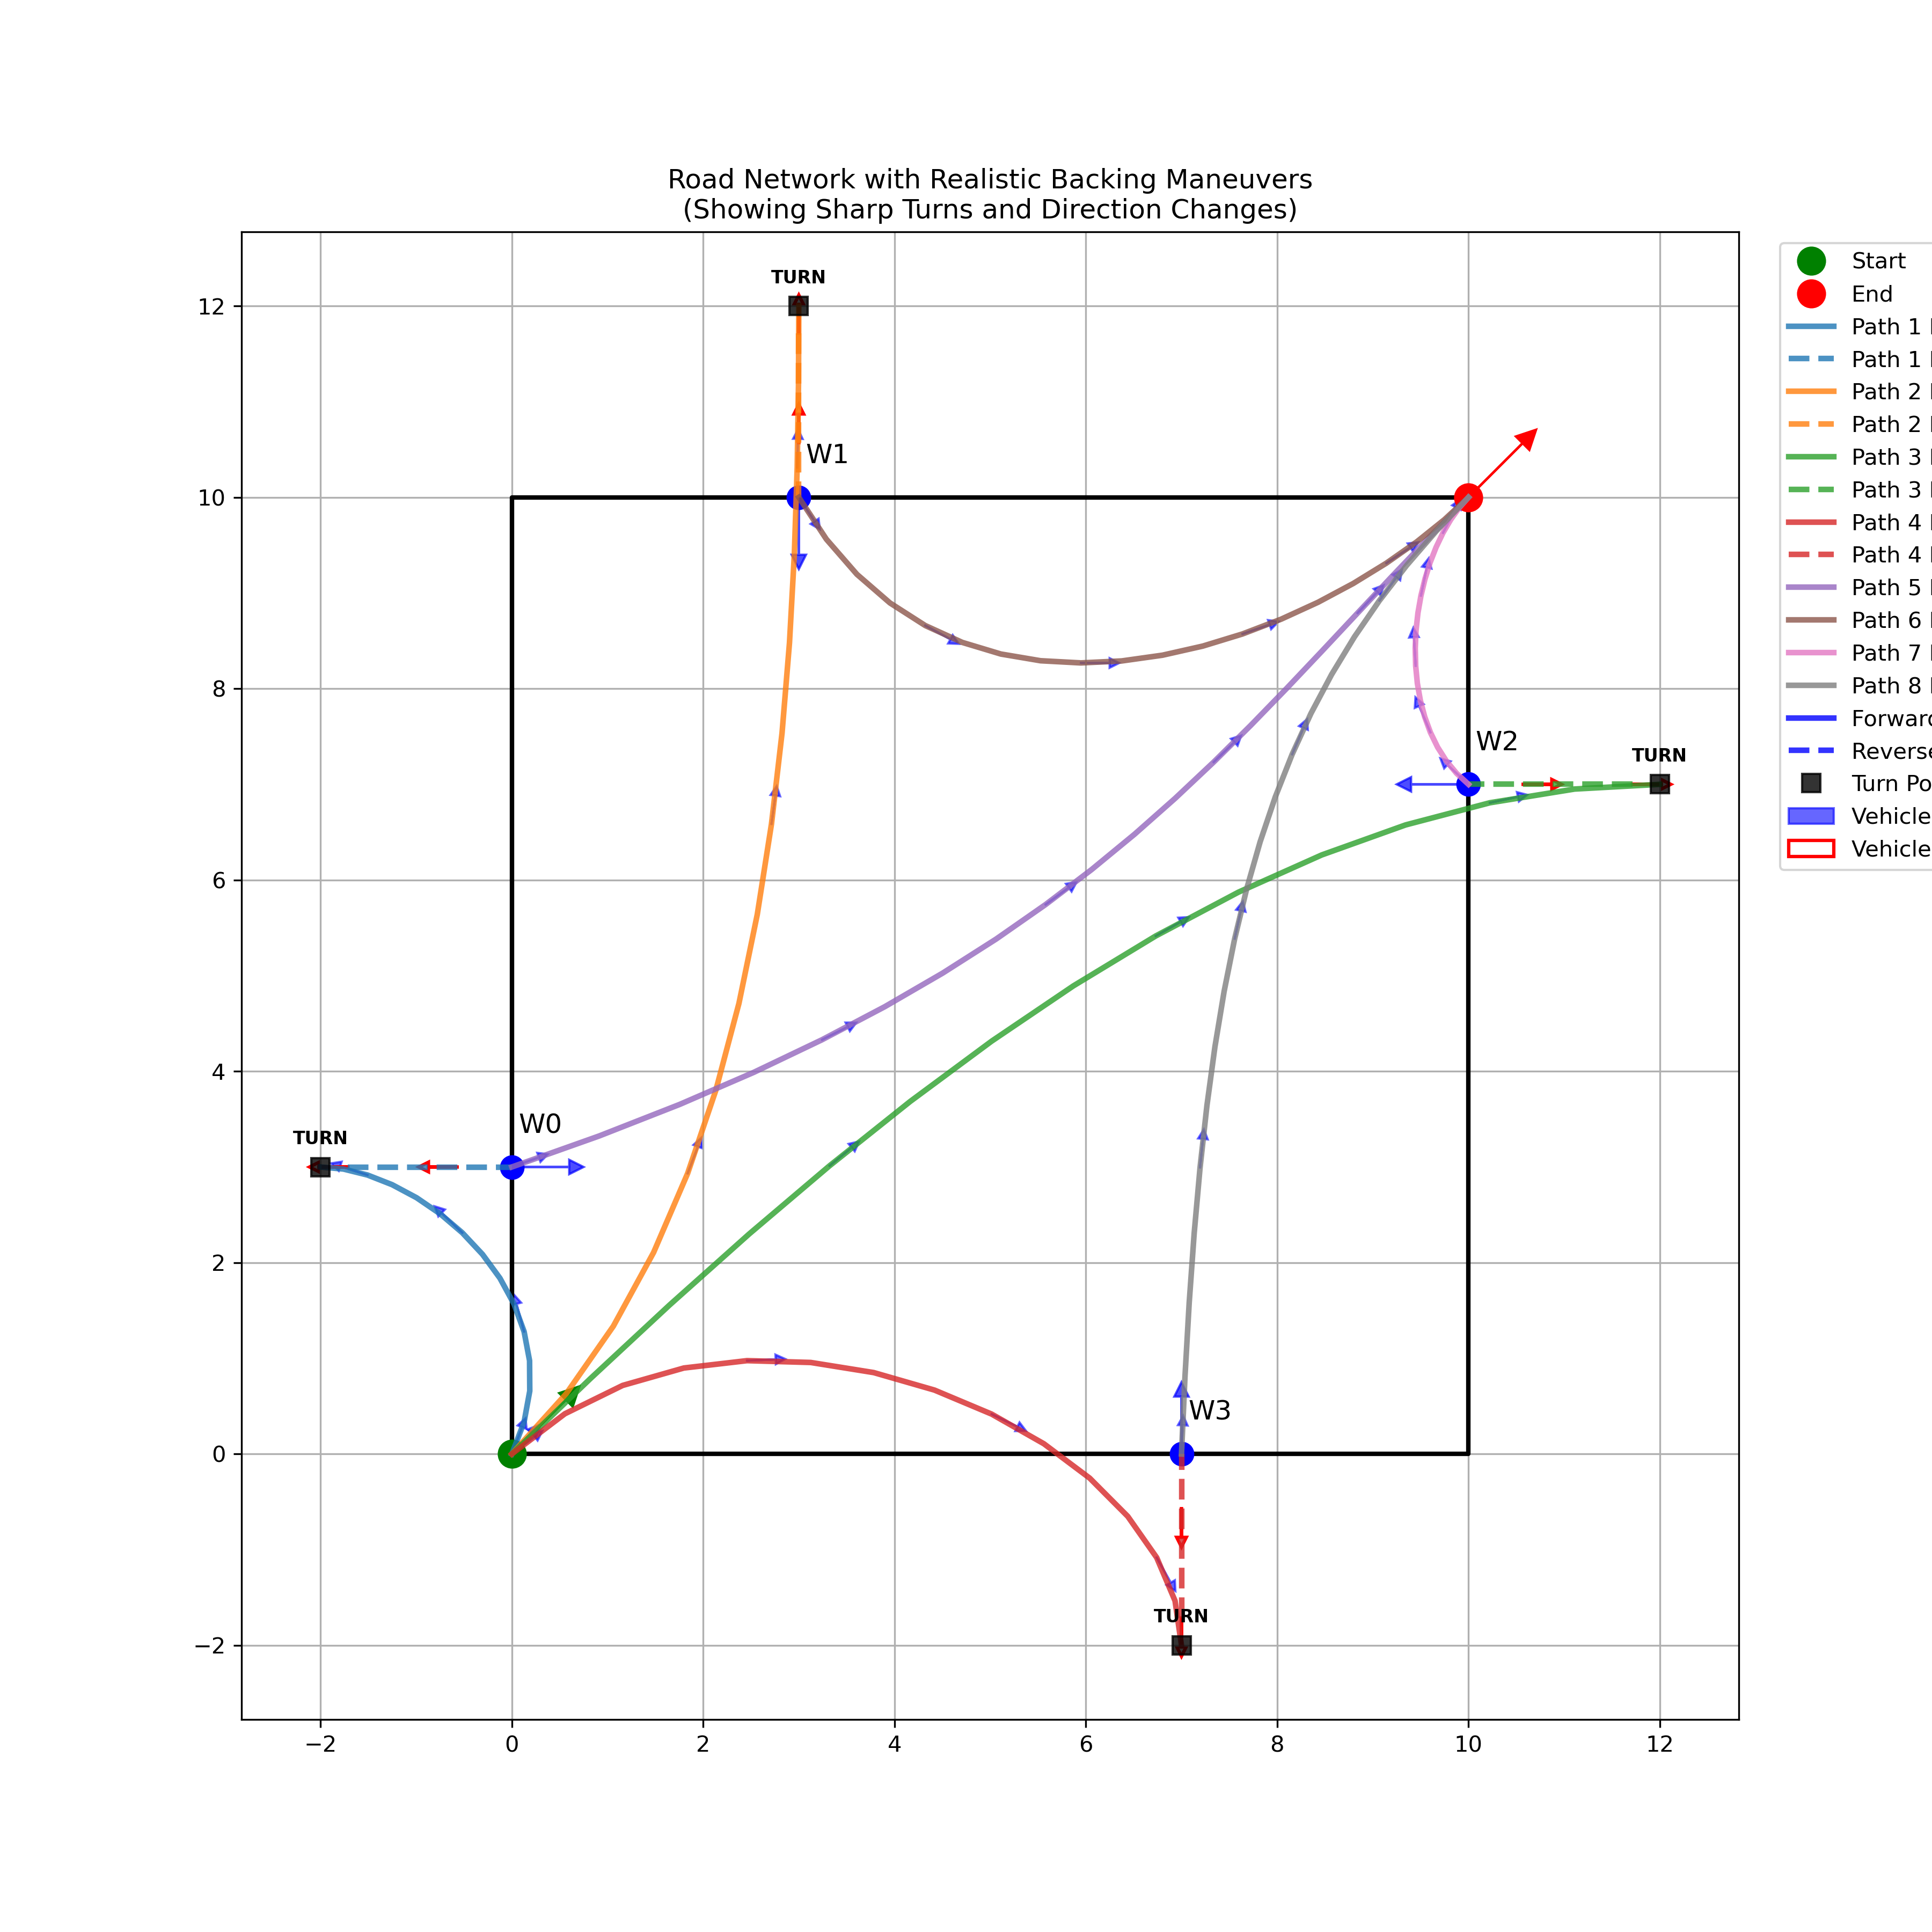 Road Network with Realistic Backing Maneuvers
(Showing Sharp Turns and Direction Changes)
TURN
12
W1
10
8
W2
TURN
6
4
W0
TURN
2
W3
0
TURN
−2
−2 0 2 4 6 8 10 12
Start
End
Path 1
Path 1
Path 2
Path 2
Path 3
Path 3
Path 4
Path 4
Path 5
Path 6
Path 7
Path 8
Forward
Reverse
Turn Po
Vehicle
Vehicle